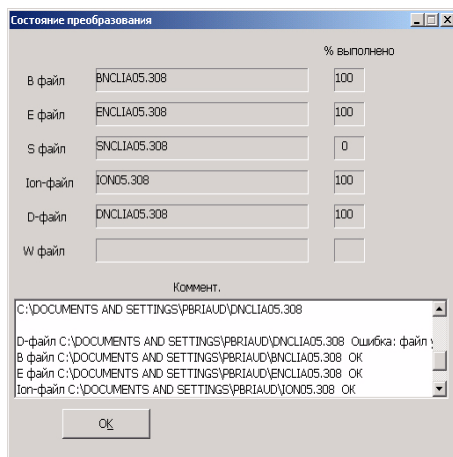 Состояние преобразования
% выполнено
B файл BNCLIA05.308 100
E файл ENCLIA05.308 100
S файл SNCLIA05.308 0
Ion-файл ION05.308 100
D-файл DNCLIA05.308 100
W файл
Коммент.
C:\DOCUMENTS AND SETTINGS\PBRIAUD\DNCLIA05.308
D-файл C:\DOCUMENTS AND SETTINGS\PBRIAUD\DNCLIA05.308 Ошибка: файл
B файл C:\DOCUMENTS AND SETTINGS\PBRIAUD\BNCLIA05.308 OK
E файл C:\DOCUMENTS AND SETTINGS\PBRIAUD\ENCLIA05.308 OK
Ion-файл C:\DOCUMENTS AND SETTINGS\PBRIAUD\ION05.308 OK
OK